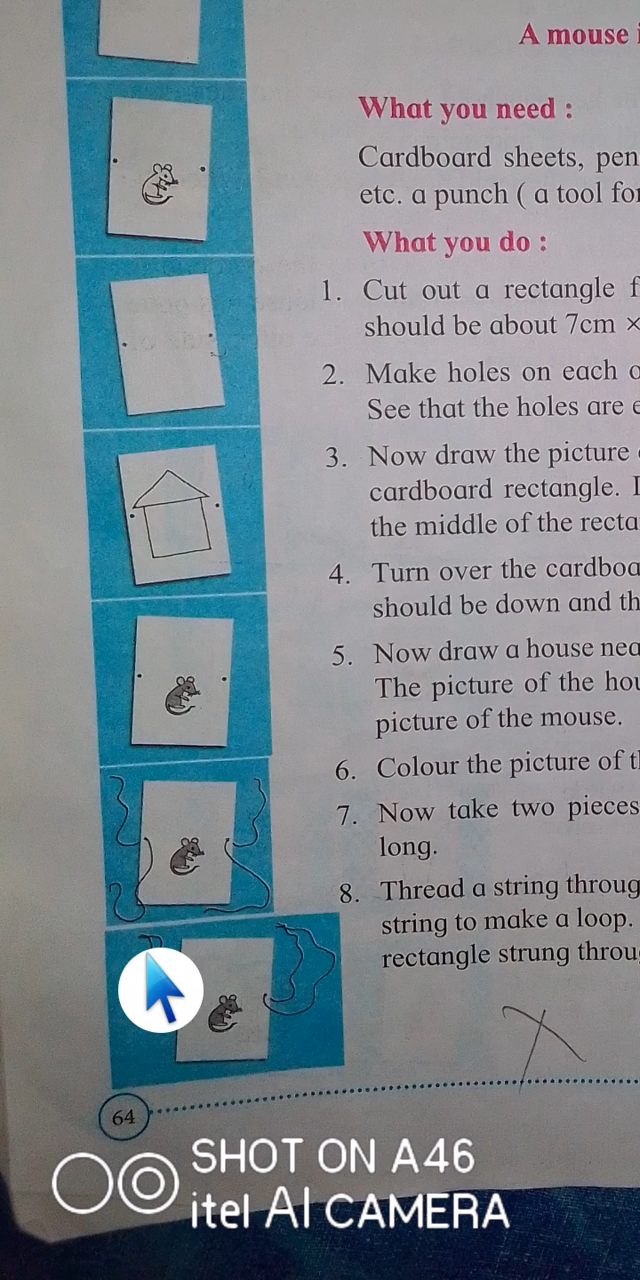 A mouse
What you need :
Cardboard sheets, pen
etc. a punch ( a tool for
What you do :
1. Cut out a rectangle f
should be about 7cm ×
2. Make holes on each o
See that the holes are e
3. Now draw the picture
cardboard rectangle. I
the middle of the recta
4. Turn over the cardboa
should be down and th
5. Now draw a house nea
The picture of the hou
picture of the mouse.
6. Colour the picture of t
7. Now take two pieces
long.
8. Thread a string throug
string to make a loop.
rectangle strung throu
64
SHOT ON A46
itel AI CAMERA